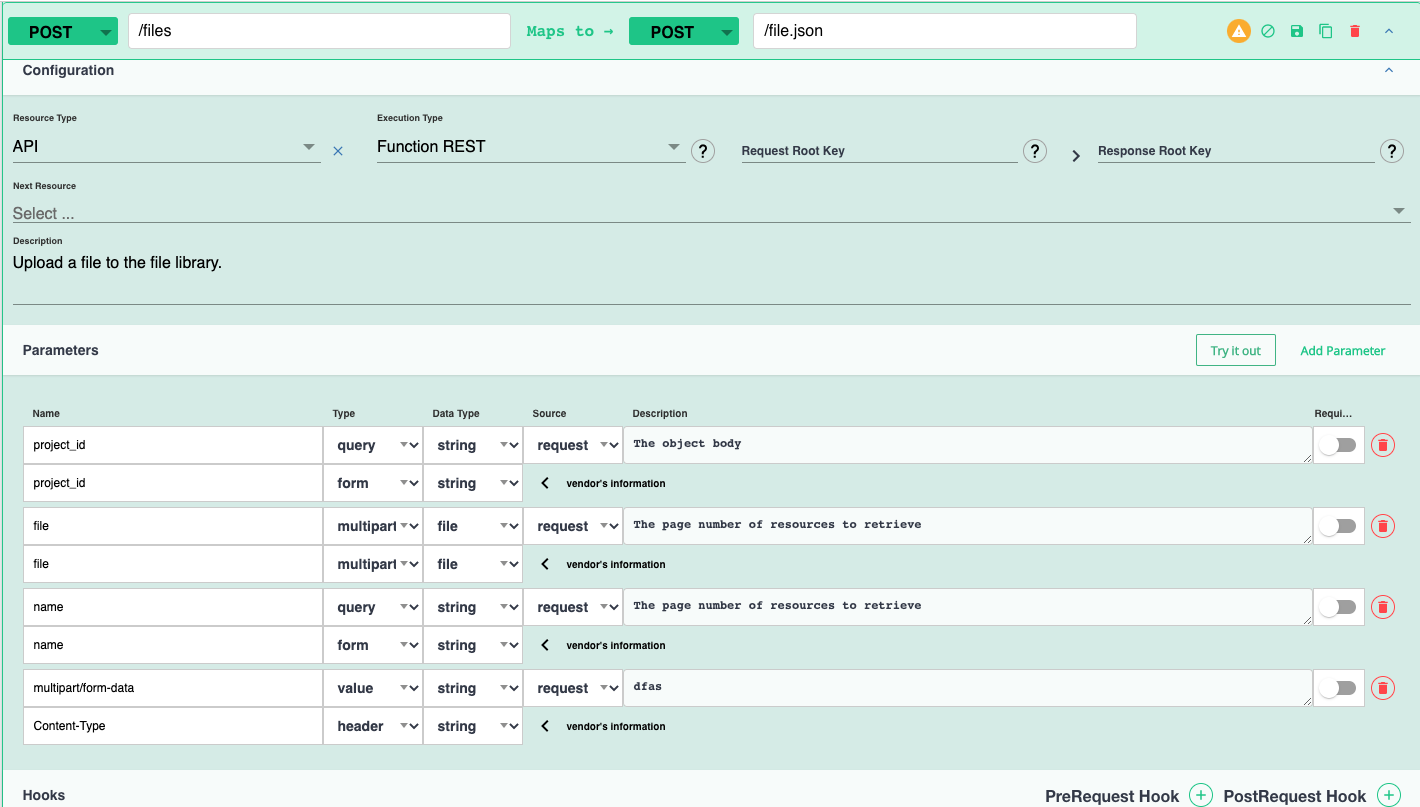 POST /files Maps to → POST /file.json
Configuration
Resource Type Execution Type
API × Function REST ? Request Root Key ? > Response Root Key ?
Next Resource
Select ...
Description
Upload a file to the file library.
Parameters Try it out Add Parameter
Name Type Data Type Source Description Requi...
project_id query string request The object body
project_id form string vendor's information
file multipart file request The page number of resources to retrieve
file multipart file vendor's information
name query string request The page number of resources to retrieve
name form string vendor's information
multipart/form-data value string request dfas
Content-Type header string vendor's information
Hooks PreRequest Hook + PostRequest Hook +